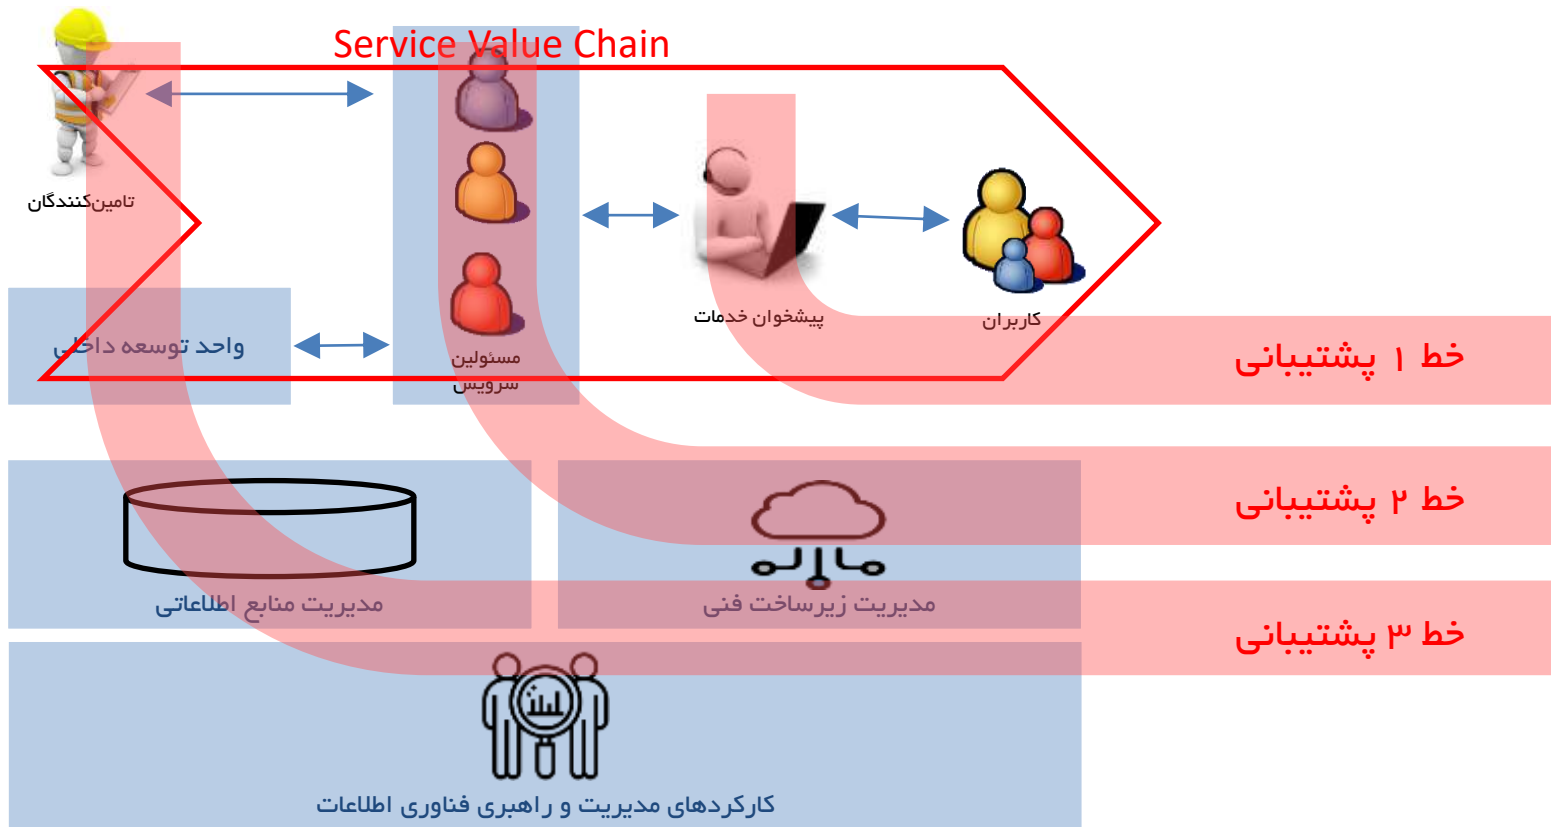 Service Value Chain
تامین‌کنندگان
کاربران
پیشخوان خدمات
مسئولین
سرویس
واحد توسعه داخلی
خط ۱ پشتیبانی
خط ۲ پشتیبانی
خط ۳ پشتیبانی
مدیریت زیرساخت فنی
مدیریت منابع اطلاعاتی
کارکردهای مدیریت و راهبری فناوری اطلاعات